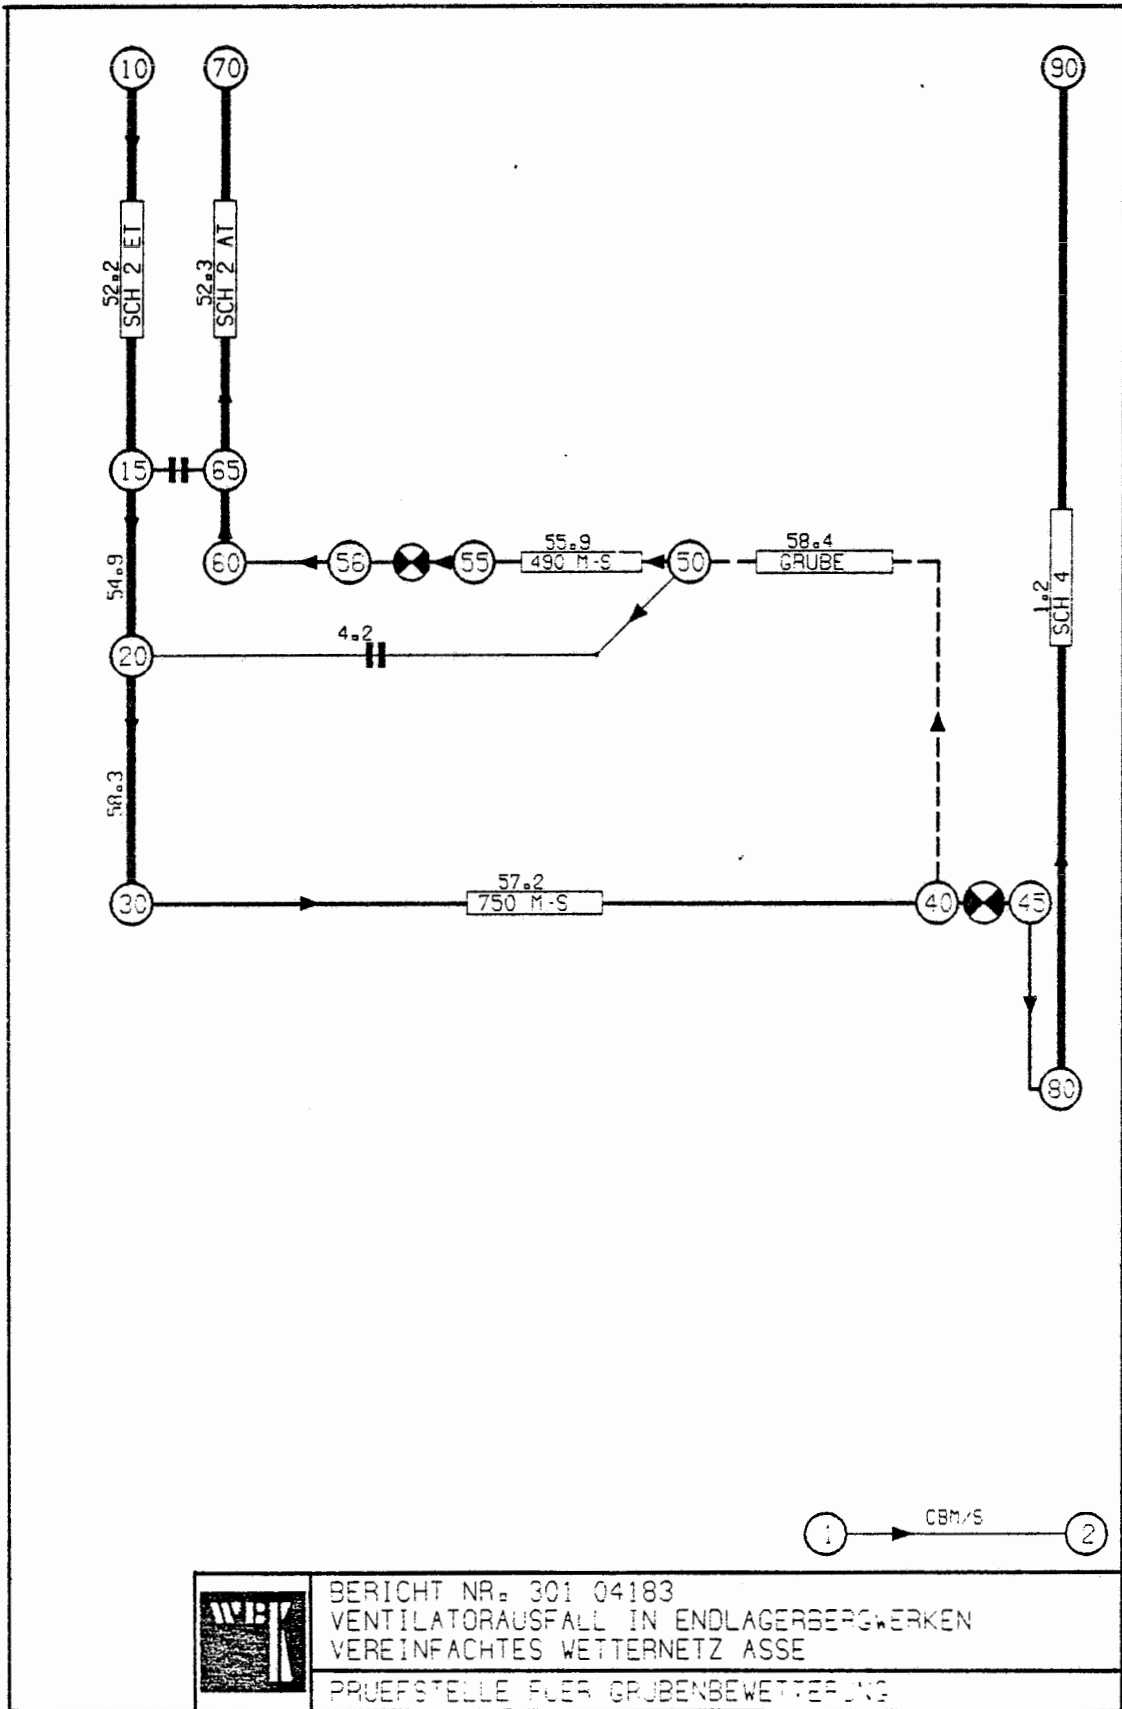 10 70 90
52.2
SCH 2 ET
52.3
SCH 2 AT
15 65
54.9
60 56 55
55.9
490 M-S
50
58.4
GRUBE
1.2
SCH 4
20
4.2
58.3
30
57.2
750 M-S
40 45
80
1 CBM/S 2
WBK
BERICHT NR. 301 04183
VENTILATORAUSFALL IN ENDLAGERBERGWERKEN
VEREINFACHTES WETTERNETZ ASSE
PRUEFSTELLE FUER GRUBENBEWETTERUNG